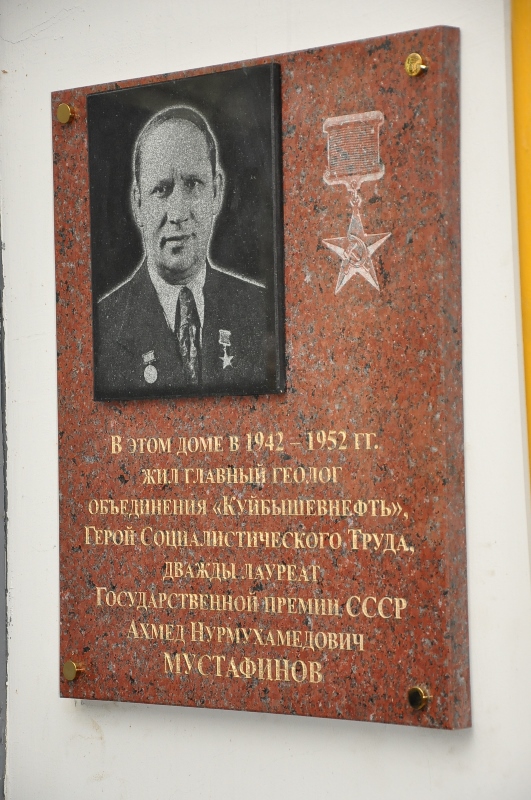 В этом доме в 1942 – 1952 гг.
жил главный геолог
объединения «Куйбышевнефть»,
Герой Социалистического Труда,
дважды лауреат
Государственной премии СССР
Ахмед Нурмухамедович
МУСТАФИНОВ